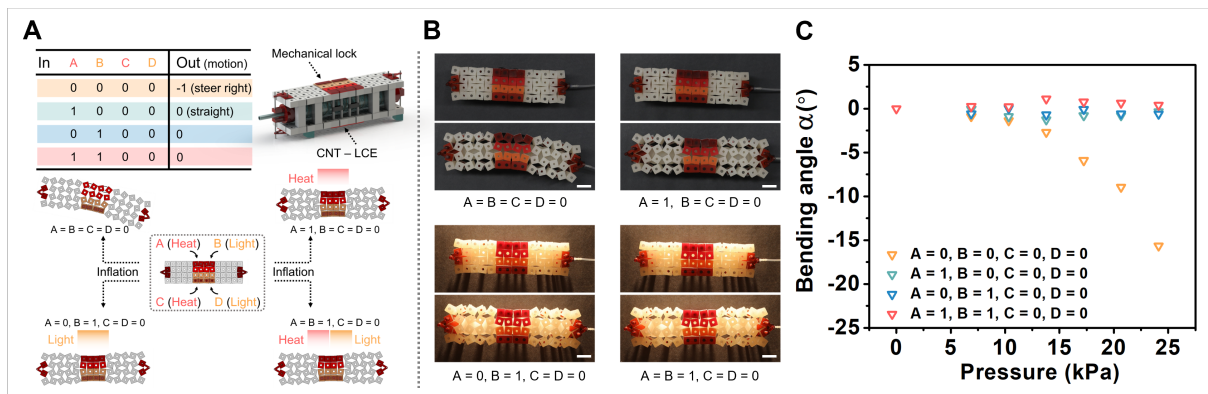 A
In A B C D Out (motion)
0 0 0 0 -1 (steer right)
1 0 0 0 0 (straight)
0 1 0 0 0
1 1 0 0 0
Mechanical lock
CNT – LCE
Heat
A = B = C = D = 0
A = 1, B = C = D = 0
A (Heat) B (Light)
Inflation
Inflation
C (Heat) D (Light)
A = 0, B = 1, C = D = 0
Light
A = B = 1, C = D = 0
Heat
Light
B
A = B = C = D = 0
A = 1, B = C = D = 0
A = 0, B = 1, C = D = 0
A = B = 1, C = D = 0
C
Bending angle α(°)
5
0
-5
-10
-15
-20
-25
A = 0, B = 0, C = 0, D = 0
A = 1, B = 0, C = 0, D = 0
A = 0, B = 1, C = 0, D = 0
A = 1, B = 1, C = 0, D = 0
0 5 10 15 20 25
Pressure (kPa)